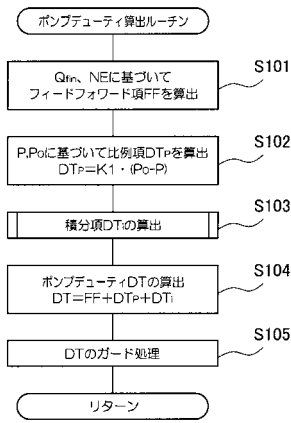 ポンプデューティ算出ルーチン
S101
Qfin、NEに基づいて
フィードフォワード項FFを算出
S102
P,Poに基づいて比例項DTPを算出
DTP=K1・(Po-P)
S103
積分項DTiの算出
S104
ポンプデューティDTの算出
DT=FF+DTP+DTi
S105
DTのガード処理
リターン